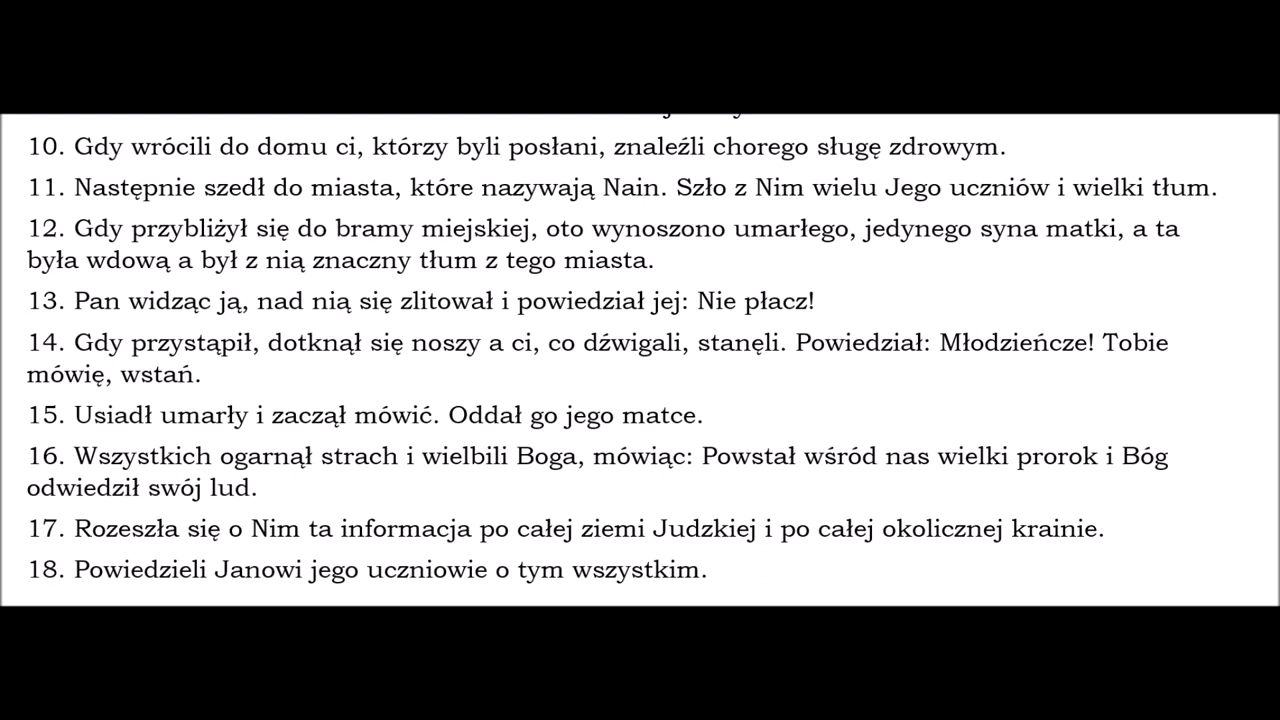 10. Gdy wrócili do domu ci, którzy byli posłani, znaleźli chorego sługę zdrowym.
11. Następnie szedł do miasta, które nazywają Nain. Szło z Nim wielu Jego uczniów i wielki tłum.
12. Gdy przybliżył się do bramy miejskiej, oto wynoszono umarłego, jedynego syna matki, a ta
była wdową a był z nią znaczny tłum z tego miasta.
13. Pan widząc ją, nad nią się zlitował i powiedział jej: Nie płacz!
14. Gdy przystąpił, dotknął się noszy a ci, co dźwigali, stanęli. Powiedział: Młodzieńcze! Tobie
mówię, wstań.
15. Usiadł umarły i zaczął mówić. Oddał go jego matce.
16. Wszystkich ogarnął strach i wielbili Boga, mówiąc: Powstał wśród nas wielki prorok i Bóg
odwiedził swój lud.
17. Rozeszła się o Nim ta informacja po całej ziemi Judzkiej i po całej okolicznej krainie.
18. Powiedzieli Janowi jego uczniowie o tym wszystkim.